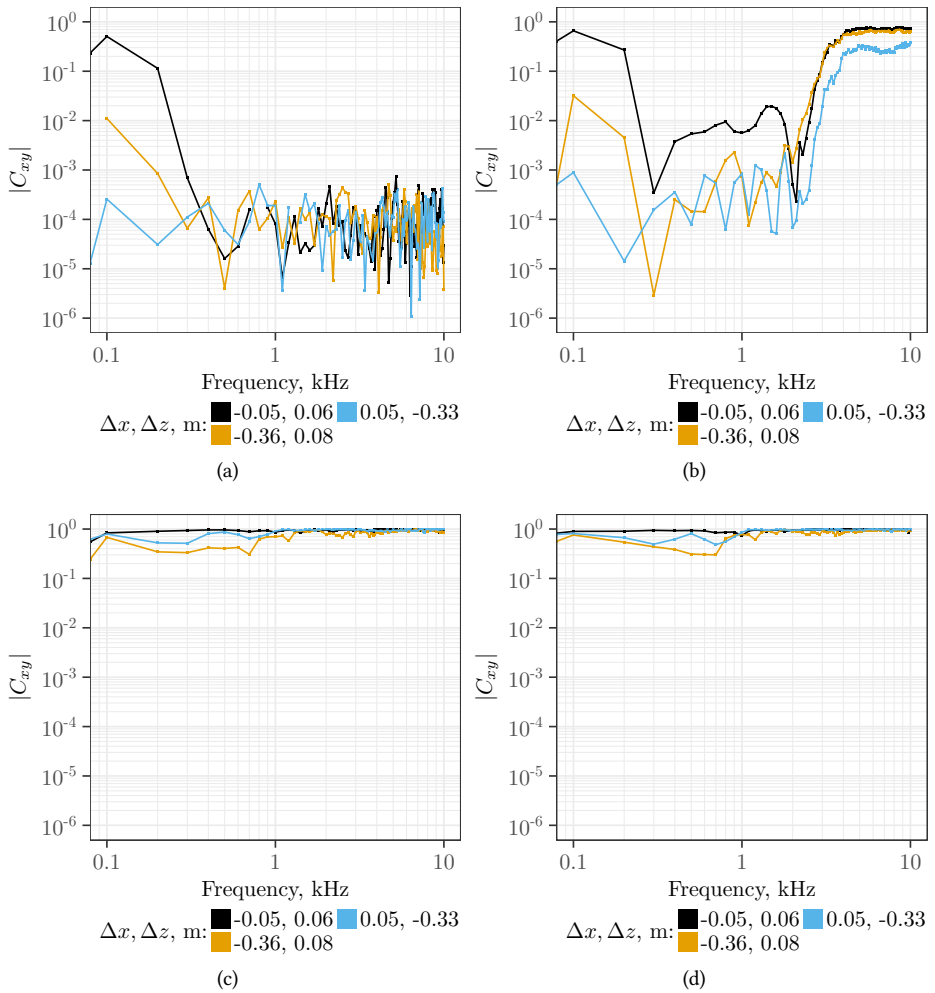 10^0
10^-1
10^-2
10^-3
10^-4
10^-5
10^-6
|C_xy|
0.1 1 10
Frequency, kHz
Δx, Δz, m: -0.05, 0.06 0.05, -0.33
-0.36, 0.08
(a)
10^0
10^-1
10^-2
10^-3
10^-4
10^-5
10^-6
|C_xy|
0.1 1 10
Frequency, kHz
Δx, Δz, m: -0.05, 0.06 0.05, -0.33
-0.36, 0.08
(b)
10^0
10^-1
10^-2
10^-3
10^-4
10^-5
10^-6
|C_xy|
0.1 1 10
Frequency, kHz
Δx, Δz, m: -0.05, 0.06 0.05, -0.33
-0.36, 0.08
(c)
10^0
10^-1
10^-2
10^-3
10^-4
10^-5
10^-6
|C_xy|
0.1 1 10
Frequency, kHz
Δx, Δz, m: -0.05, 0.06 0.05, -0.33
-0.36, 0.08
(d)